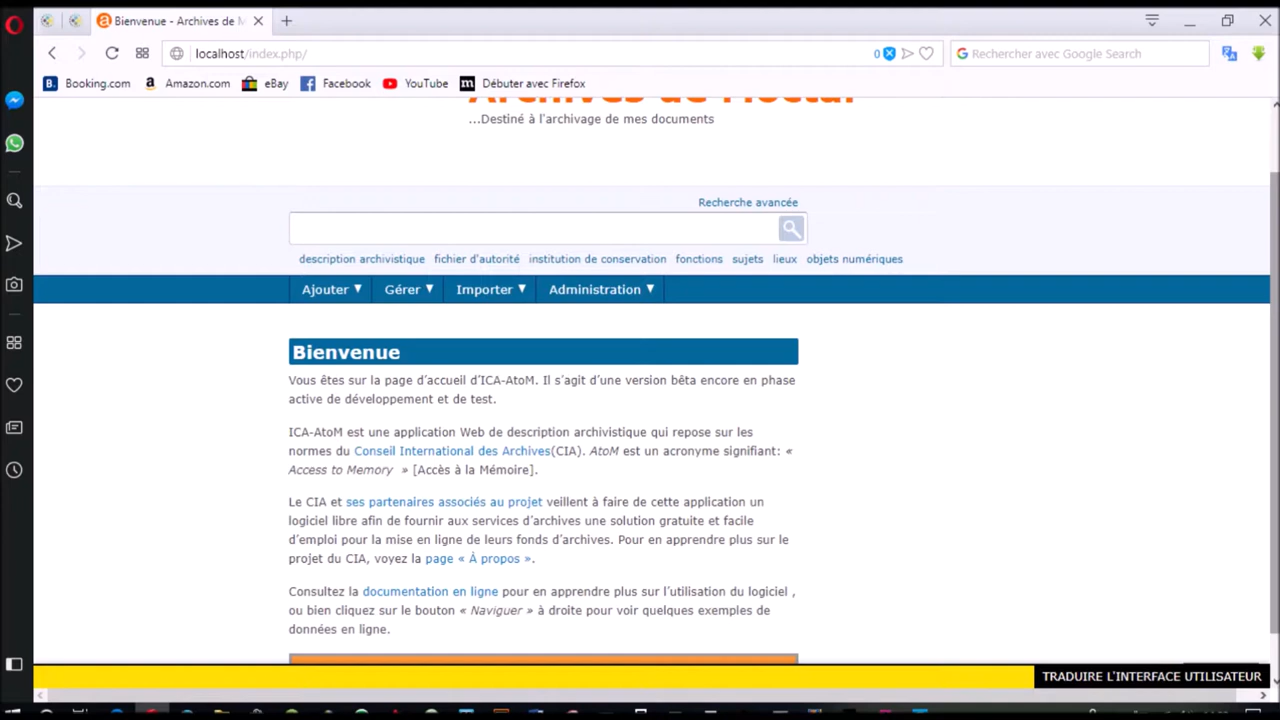 Bienvenue - Archives de M
localhost/index.php/
0
Rechercher avec Google Search
Booking.com Amazon.com eBay Facebook YouTube Débuter avec Firefox
Archives de Moctar
...Destiné à l'archivage de mes documents
Recherche avancée
description archivistique fichier d'autorité institution de conservation fonctions sujets lieux objets numériques
Ajouter ▼ Gérer ▼ Importer ▼ Administration ▼
Bienvenue
Vous êtes sur la page d'accueil d'ICA-AtoM. Il s'agit d'une version bêta encore en phase
active de développement et de test.
ICA-AtoM est une application Web de description archivistique qui repose sur les
normes du Conseil International des Archives(CIA). AtoM est un acronyme signifiant: «
Access to Memory » [Accès à la Mémoire].
Le CIA et ses partenaires associés au projet veillent à faire de cette application un
logiciel libre afin de fournir aux services d'archives une solution gratuite et facile
d'emploi pour la mise en ligne de leurs fonds d'archives. Pour en apprendre plus sur le
projet du CIA, voyez la page « À propos ».
Consultez la documentation en ligne pour en apprendre plus sur l'utilisation du logiciel ,
ou bien cliquez sur le bouton « Naviguer » à droite pour voir quelques exemples de
données en ligne.
TRADUIRE L'INTERFACE UTILISATEUR